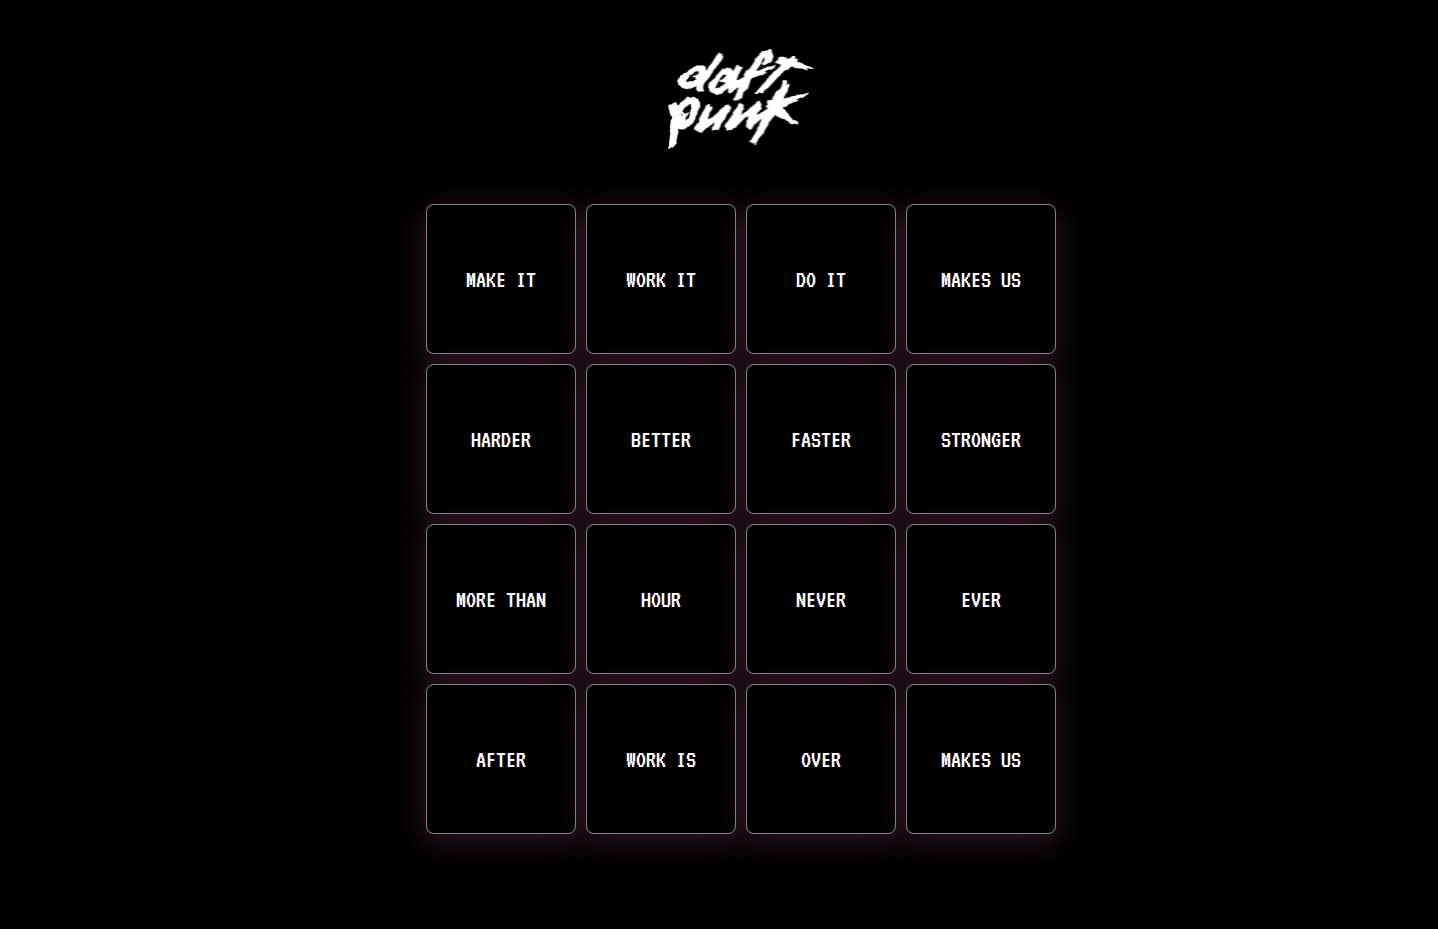 daft
punk
MAKE IT
WORK IT
DO IT
MAKES US
HARDER
BETTER
FASTER
STRONGER
MORE THAN
HOUR
NEVER
EVER
AFTER
WORK IS
OVER
MAKES US